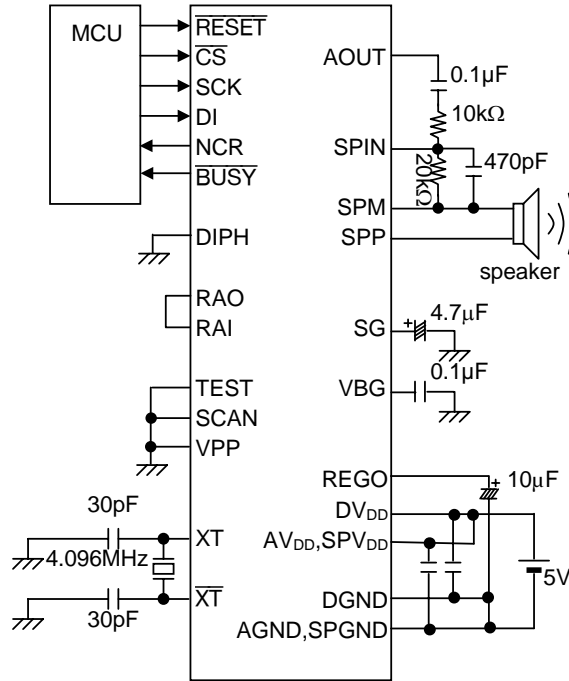 MCU
RESET
CS
SCK
DI
NCR
BUSY
DIPH
RAO
RAI
TEST
SCAN
VPP
30pF
XT
4.096MHz
XT
30pF
AOUT
0.1μF
10kΩ
SPIN
20kΩ
470pF
SPM
SPP
speaker
SG
+
4.7μF
VBG
0.1μF
REGO
+
10μF
DVDD
AVDD,SPVDD
5V
DGND
AGND,SPGND